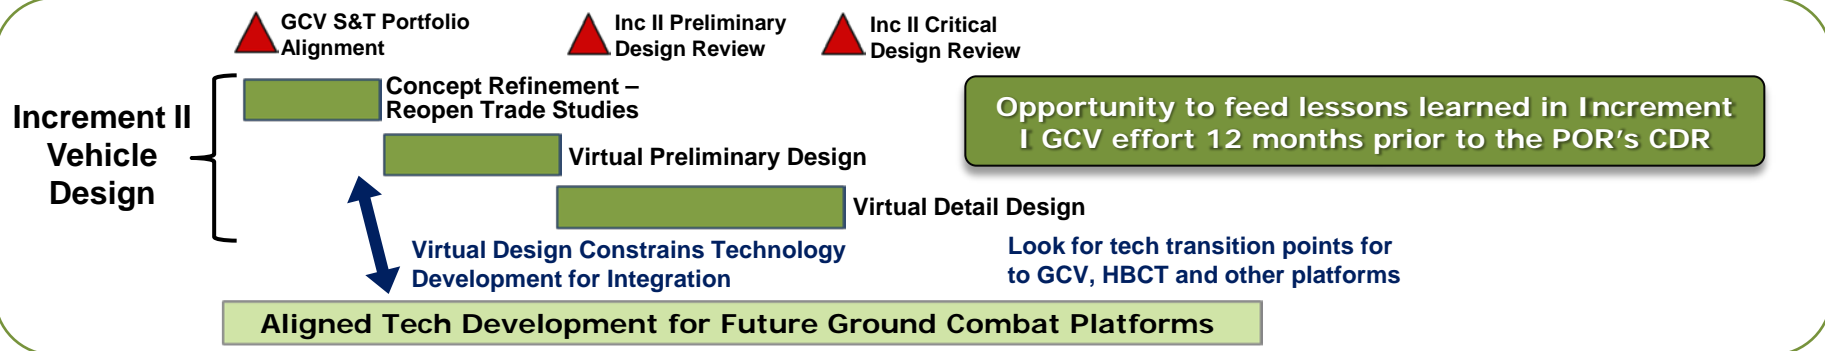 GCV S&T Portfolio
Alignment
Inc II Preliminary
Design Review
Inc II Critical
Design Review
Increment II
Vehicle
Design
Concept Refinement –
Reopen Trade Studies
Virtual Preliminary Design
Virtual Detail Design
Opportunity to feed lessons learned in Increment
I GCV effort 12 months prior to the POR's CDR
Virtual Design Constrains Technology
Development for Integration
Look for tech transition points for
to GCV, HBCT and other platforms
Aligned Tech Development for Future Ground Combat Platforms